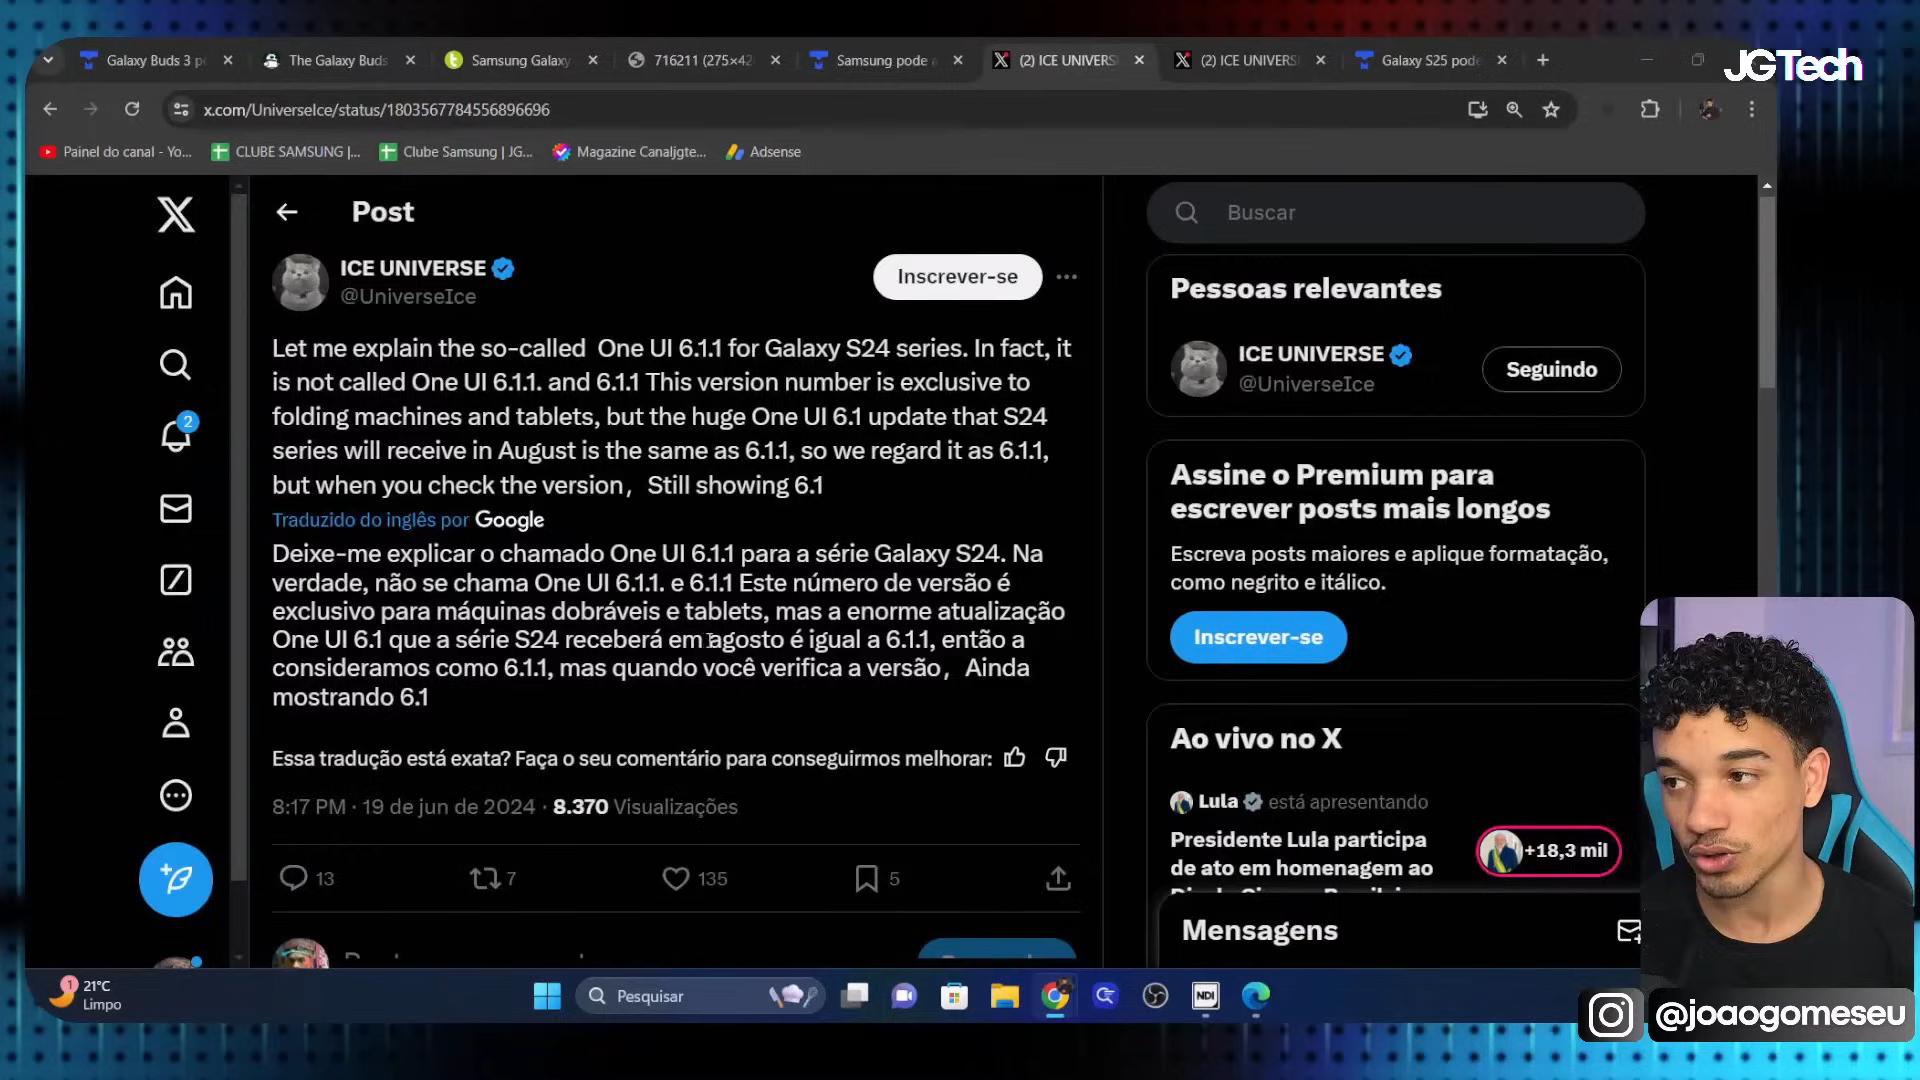 JGTech
Galaxy Buds 3 p
The Galaxy Buds
Samsung Galaxy
716211 (275×42
Samsung pode
(2) ICE UNIVERS
(2) ICE UNIVERS
Galaxy S25 pod
x.com/UniverseIce/status/1803567784556896696
Painel do canal - Yo...
CLUBE SAMSUNG |...
Clube Samsung | JG...
Magazine Canaljgte...
Adsense
Post
ICE UNIVERSE
@UniverseIce
Inscrever-se
Let me explain the so-called One UI 6.1.1 for Galaxy S24 series. In fact, it
is not called One UI 6.1.1. and 6.1.1 This version number is exclusive to
folding machines and tablets, but the huge One UI 6.1 update that S24
series will receive in August is the same as 6.1.1, so we regard it as 6.1.1,
but when you check the version，Still showing 6.1
Traduzido do inglês por Google
Deixe-me explicar o chamado One UI 6.1.1 para a série Galaxy S24. Na
verdade, não se chama One UI 6.1.1. e 6.1.1 Este número de versão é
exclusivo para máquinas dobráveis e tablets, mas a enorme atualização
One UI 6.1 que a série S24 receberá em agosto é igual a 6.1.1, então a
consideramos como 6.1.1, mas quando você verifica a versão，Ainda
mostrando 6.1
Essa tradução está exata? Faça o seu comentário para conseguirmos melhorar:
8:17 PM · 19 de jun de 2024 · 8.370 Visualizações
13
7
135
5
2
Buscar
Pessoas relevantes
ICE UNIVERSE
@UniverseIce
Seguindo
Assine o Premium para
escrever posts mais longos
Escreva posts maiores e aplique formatação,
como negrito e itálico.
Inscrever-se
Ao vivo no X
Lula está apresentando
Presidente Lula participa
de ato em homenagem ao
+18,3 mil
Mensagens
1
21°C
Limpo
Pesquisar
NDI
@joaogomeseu